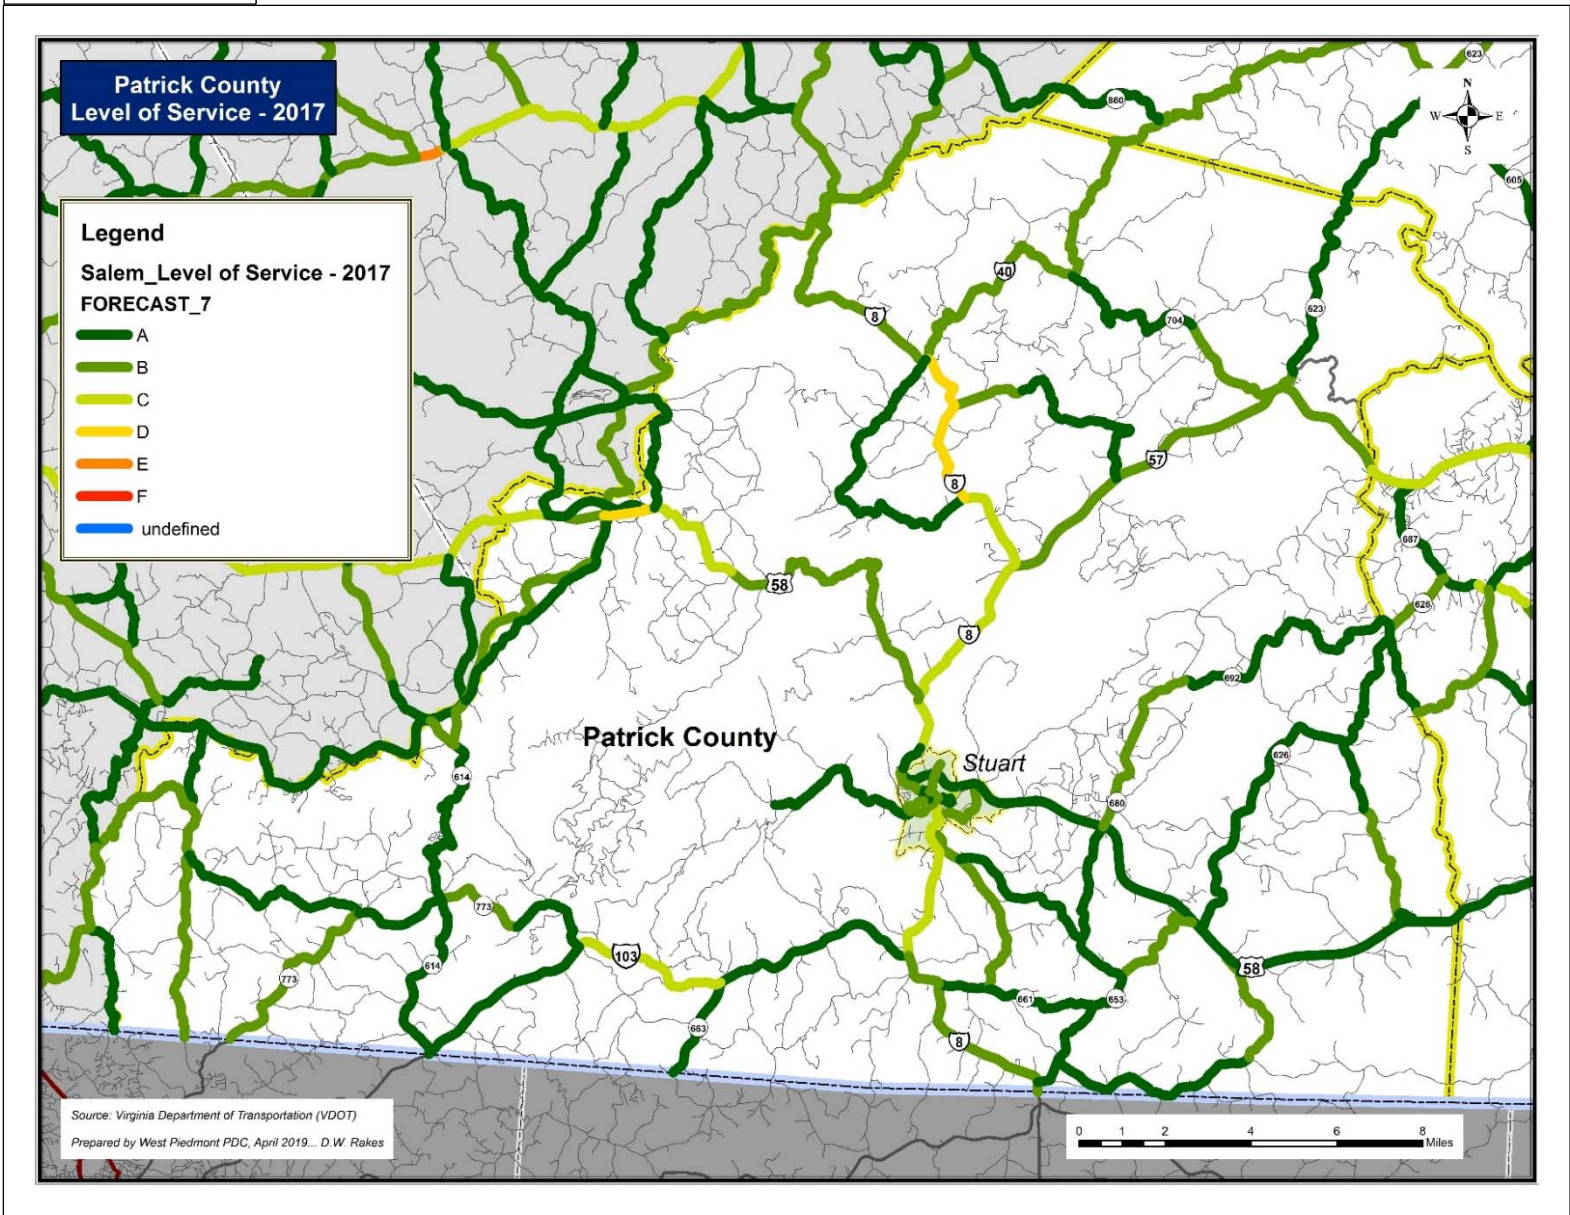 Patrick County
Level of Service - 2017
623
N
W E
S
860
605
Legend
Salem_Level of Service - 2017
FORECAST_7
A
B
C
D
E
F
undefined
40
8
704
623
57
8
687
58
626
8
692
Patrick County
Stuart
614
626
680
773
103
614
773
58
661
653
663
8
Source: Virginia Department of Transportation (VDOT)
Prepared by West Piedmont PDC, April 2019... D.W. Rakes
0 1 2 4 6 8
Miles